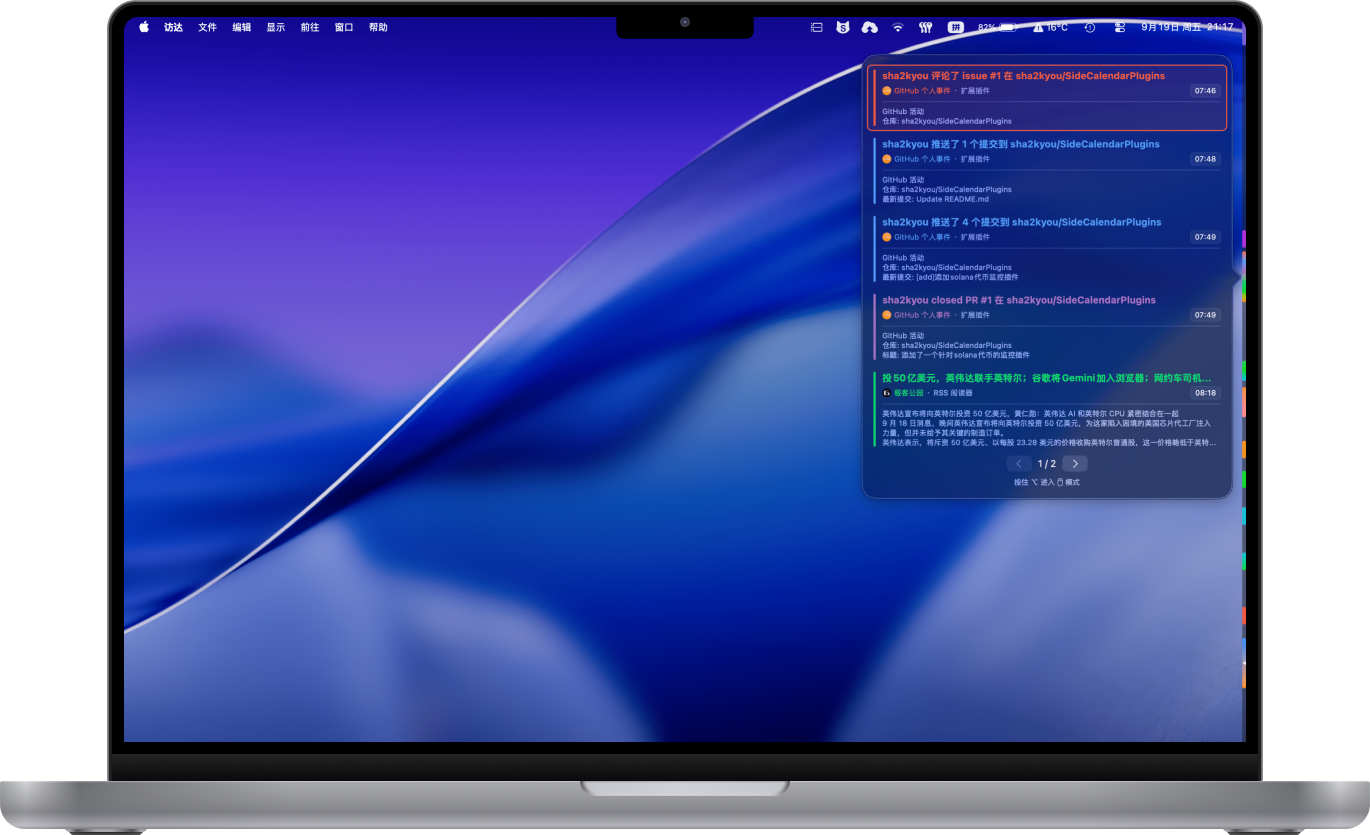 访达 文件 编辑 显示 前往 窗口 帮助
拼 82% 16°C 9月19日 周五 21:17
sha2kyou 评论了 issue #1 在 sha2kyou/SideCalendarPlugins
GitHub 个人事件 · 扩展插件 07:46
GitHub 活动
仓库: sha2kyou/SideCalendarPlugins
sha2kyou 推送了 1 个提交到 sha2kyou/SideCalendarPlugins
GitHub 个人事件 · 扩展插件 07:48
GitHub 活动
仓库: sha2kyou/SideCalendarPlugins
最新提交: Update README.md
sha2kyou 推送了 4 个提交到 sha2kyou/SideCalendarPlugins
GitHub 个人事件 · 扩展插件 07:49
GitHub 活动
仓库: sha2kyou/SideCalendarPlugins
最新提交: [add]添加solana代币监控插件
sha2kyou closed PR #1 在 sha2kyou/SideCalendarPlugins
GitHub 个人事件 · 扩展插件 07:49
GitHub 活动
仓库: sha2kyou/SideCalendarPlugins
标题: 添加了一个针对solana代币的监控插件
投 50 亿美元，英伟达联手英特尔；谷歌将 Gemini 加入浏览器；网约车司机...
极客公园 · RSS 阅读器 08:18
英伟达宣布将向英特尔投资 50 亿美元，黄仁勋：英伟达 AI 和英特尔 CPU 紧密结合在一起
9 月 18 日消息，晚间英伟达宣布将向英特尔投资 50 亿美元，为这家陷入困境的美国芯片代工厂注入
力量，但并未给予其关键的制造订单。
英伟达表示，将斥资 50 亿美元，以每股 23.28 美元的价格收购英特尔普通股，这一价格略低于英特...
1 / 2
按住 ⌥ 进入 模式